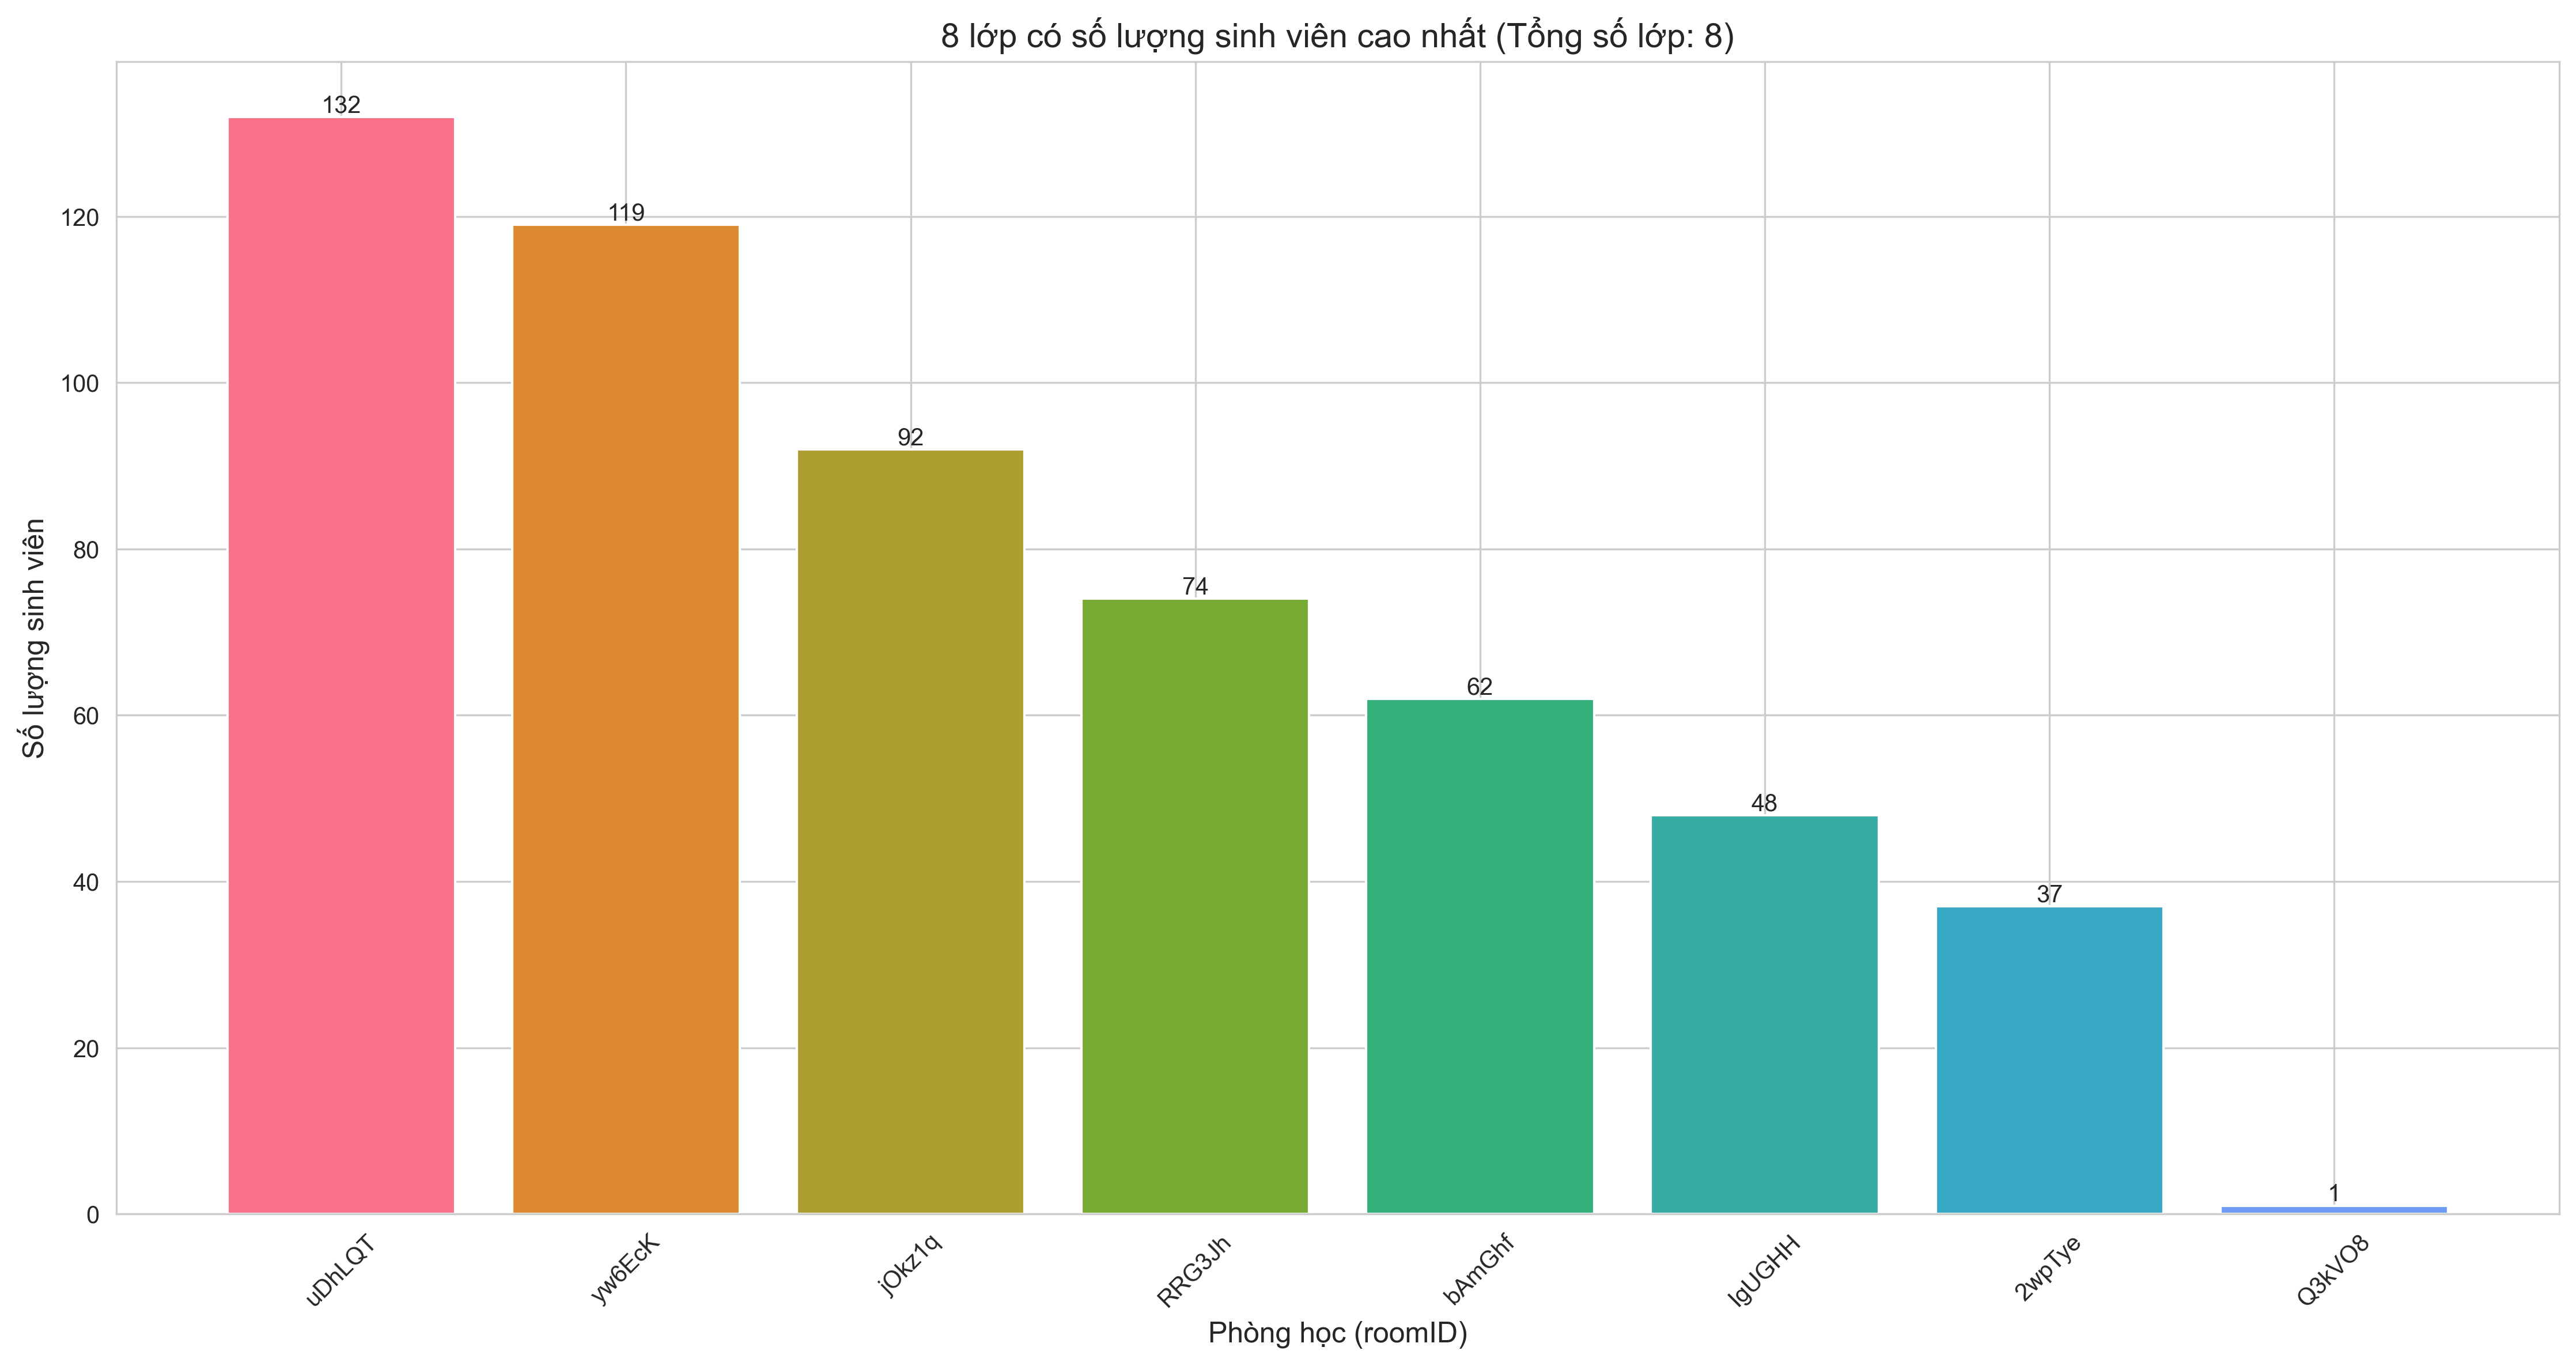 8 lớp có số lượng sinh viên cao nhất (Tổng số lớp: 8)
Số lượng sinh viên
120
100
80
60
40
20
0
132
119
92
74
62
48
37
1
uDhLQT
yw6EcK
jOkz1q
RRG3Jh
bAmGhf
IgUGHH
2wpTye
Q3kVO8
Phòng học (roomID)